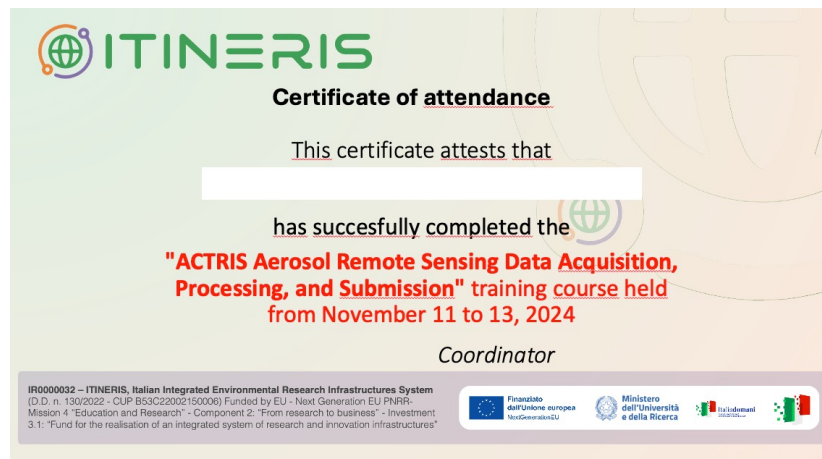 ITINERIS
Certificate of attendance
This certificate attests that
has succesfully completed the
"ACTRIS Aerosol Remote Sensing Data Acquisition,
Processing, and Submission" training course held
from November 11 to 13, 2024
Coordinator
IR0000032 – ITINERIS, Italian Integrated Environmental Research Infrastructures System
(D.D. n. 130/2022 - CUP B53C22002150006) Funded by EU - Next Generation EU PNRR-
Mission 4 “Education and Research” - Component 2: “From research to business” - Investment
3.1: “Fund for the realisation of an integrated system of research and innovation infrastructures”
Finanziato
dall'Unione europea
NextGenerationEU
Ministero
dell'Università
e della Ricerca
Italiadomani